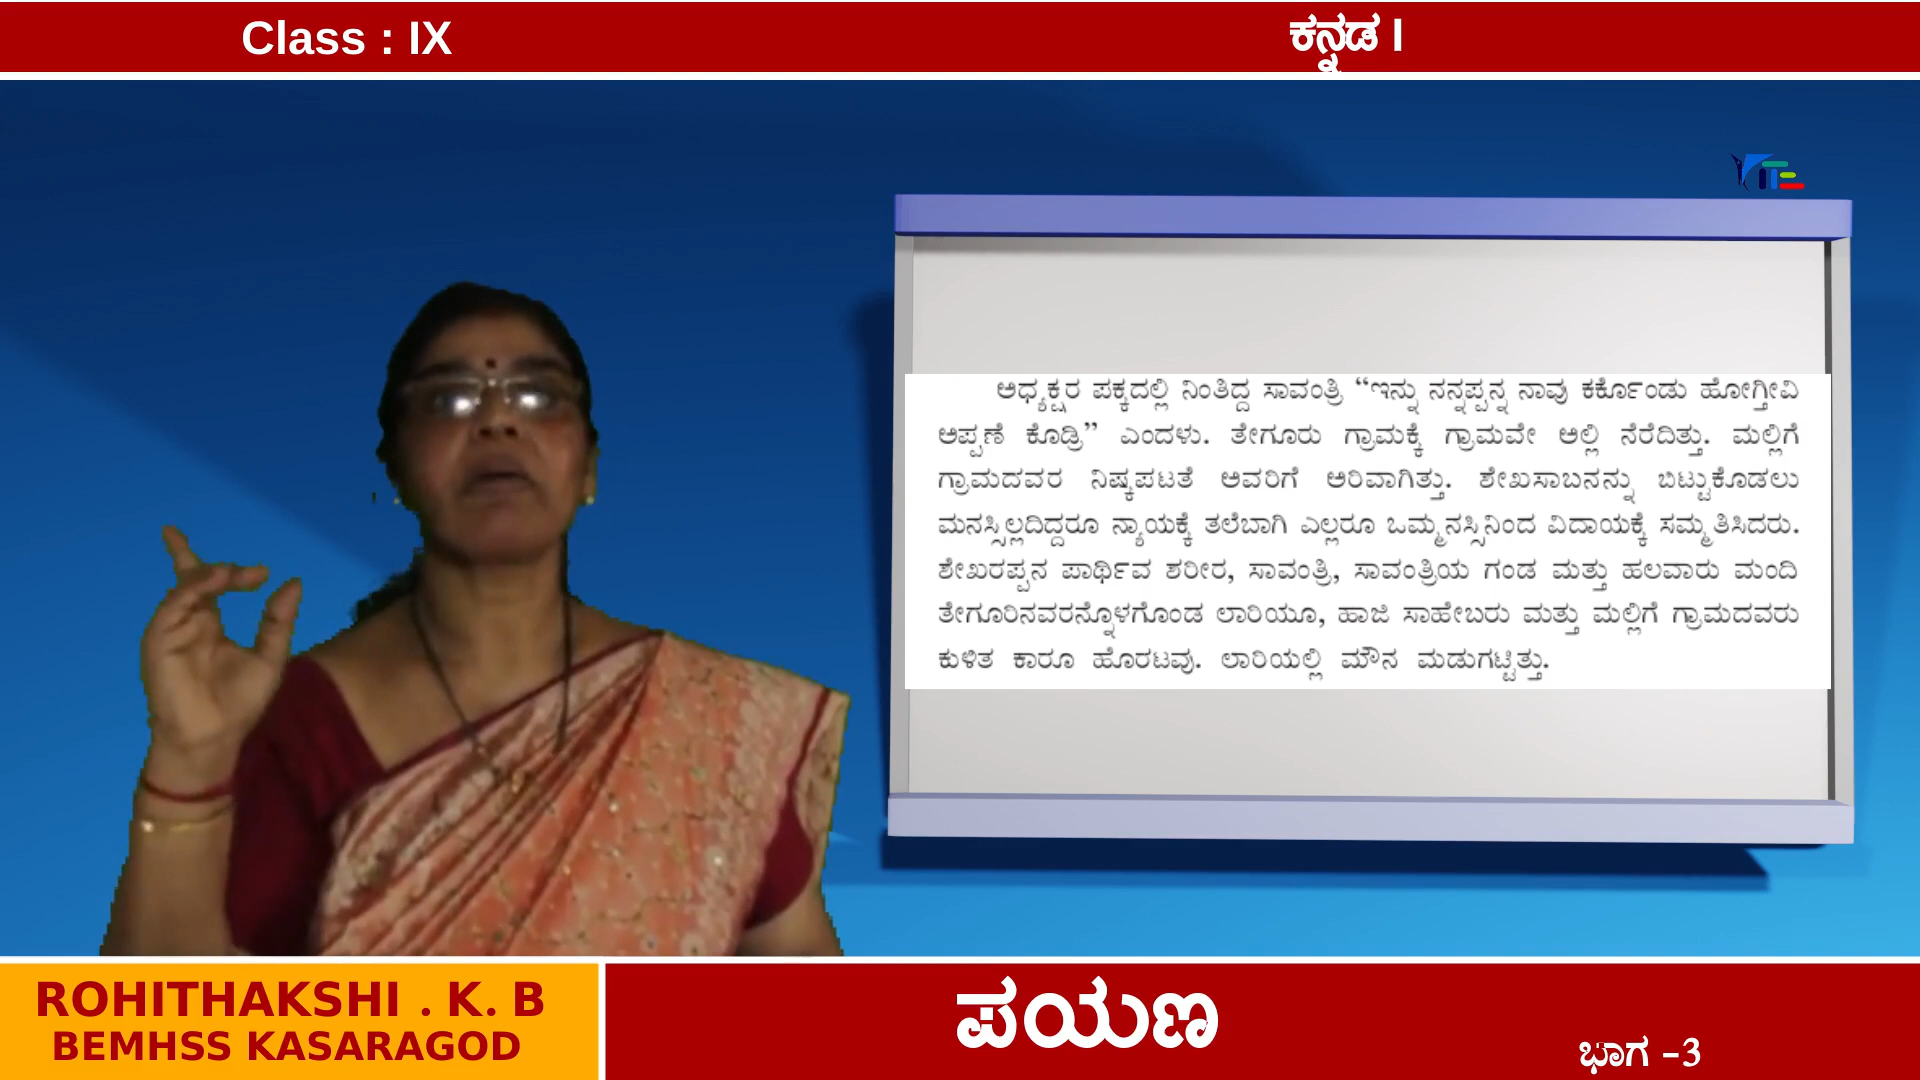 Class : IX
ಕನ್ನಡ I
ಅಧ್ಯಕ್ಷರ ಪಕ್ಕದಲ್ಲಿ ನಿಂತಿದ್ದ ಸಾವಂತ್ರಿ “ಇನ್ನು ನನ್ನಪ್ಪನ್ನ ನಾವು ಕರ್ಕೊಂಡು ಹೋಗ್ತೀವಿ
ಅಪ್ಪಣೆ ಕೊಡ್ರಿ” ಎಂದಳು. ತೇಗೂರು ಗ್ರಾಮಕ್ಕೆ ಗ್ರಾಮವೇ ಅಲ್ಲಿ ನೆರೆದಿತ್ತು. ಮಲ್ಲಿಗೆ
ಗ್ರಾಮದವರ ನಿಷ್ಕಪಟತೆ ಅವರಿಗೆ ಅರಿವಾಗಿತ್ತು. ಶೇಖಸಾಬನನ್ನು ಬಿಟ್ಟುಕೊಡಲು
ಮನಸ್ಸಿಲ್ಲದಿದ್ದರೂ ನ್ಯಾಯಕ್ಕೆ ತಲೆಬಾಗಿ ಎಲ್ಲರೂ ಒಮ್ಮನಸ್ಸಿನಿಂದ ವಿದಾಯಕ್ಕೆ ಸಮ್ಮತಿಸಿದರು.
ಶೇಖರಪ್ಪನ ಪಾರ್ಥಿವ ಶರೀರ, ಸಾವಂತ್ರಿ, ಸಾವಂತ್ರಿಯ ಗಂಡ ಮತ್ತು ಹಲವಾರು ಮಂದಿ
ತೇಗೂರಿನವರನ್ನೊಳಗೊಂಡ ಲಾರಿಯೂ, ಹಾಜಿ ಸಾಹೇಬರು ಮತ್ತು ಮಲ್ಲಿಗೆ ಗ್ರಾಮದವರು
ಕುಳಿತ ಕಾರೂ ಹೊರಟವು. ಲಾರಿಯಲ್ಲಿ ಮೌನ ಮಡುಗಟ್ಟಿತ್ತು.
ROHITHAKSHI . K. B
BEMHSS KASARAGOD
ಪಯಣ
ಭಾಗ -3